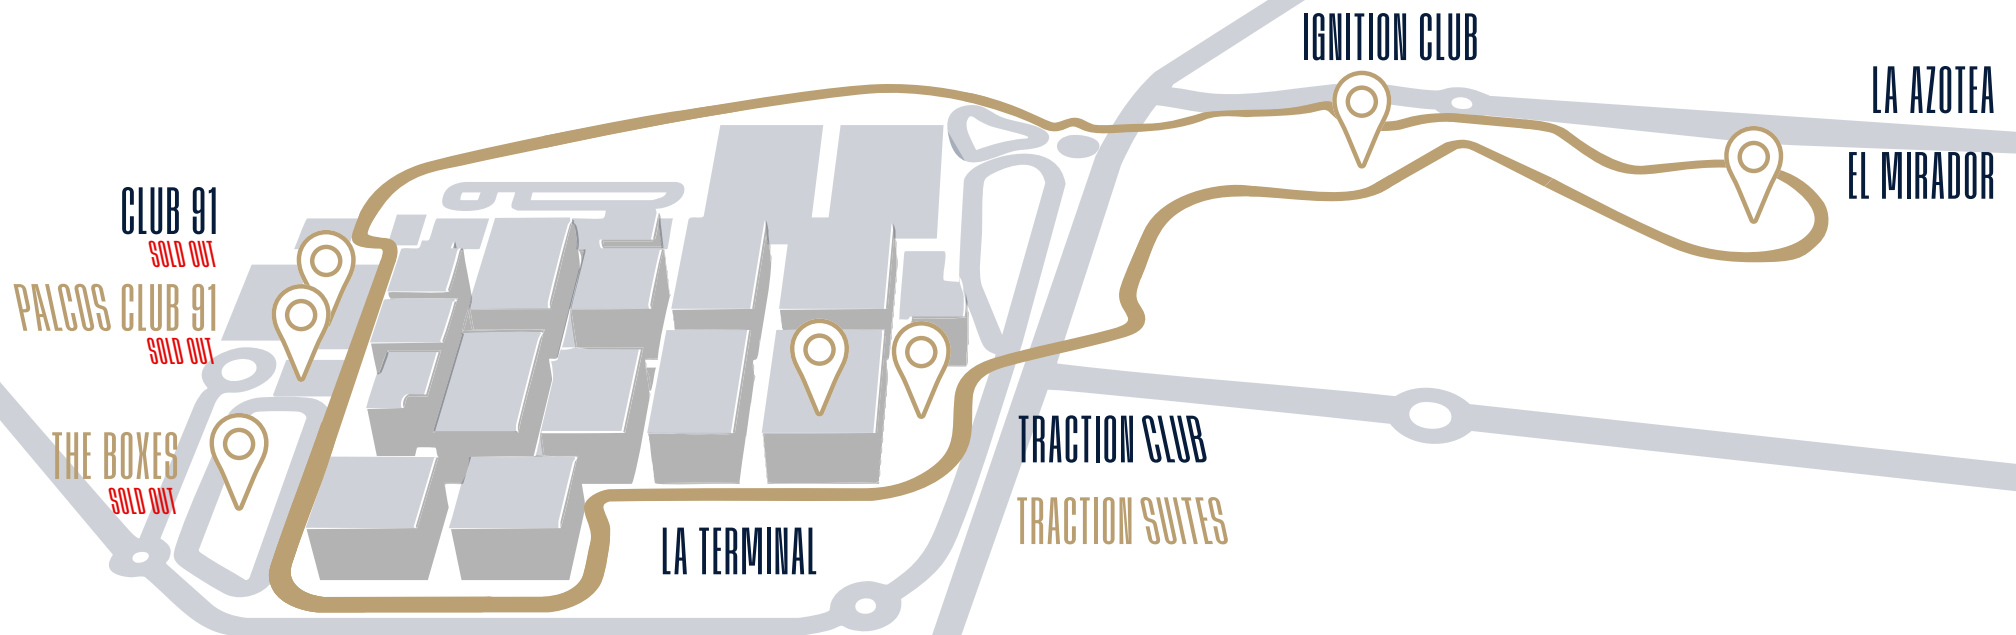 IGNITION CLUB
LA AZOTEA
EL MIRADOR
CLUB 91
SOLD OUT
PALCOS CLUB 91
SOLD OUT
THE BOXES
SOLD OUT
TRACTION CLUB
TRACTION SUITES
LA TERMINAL